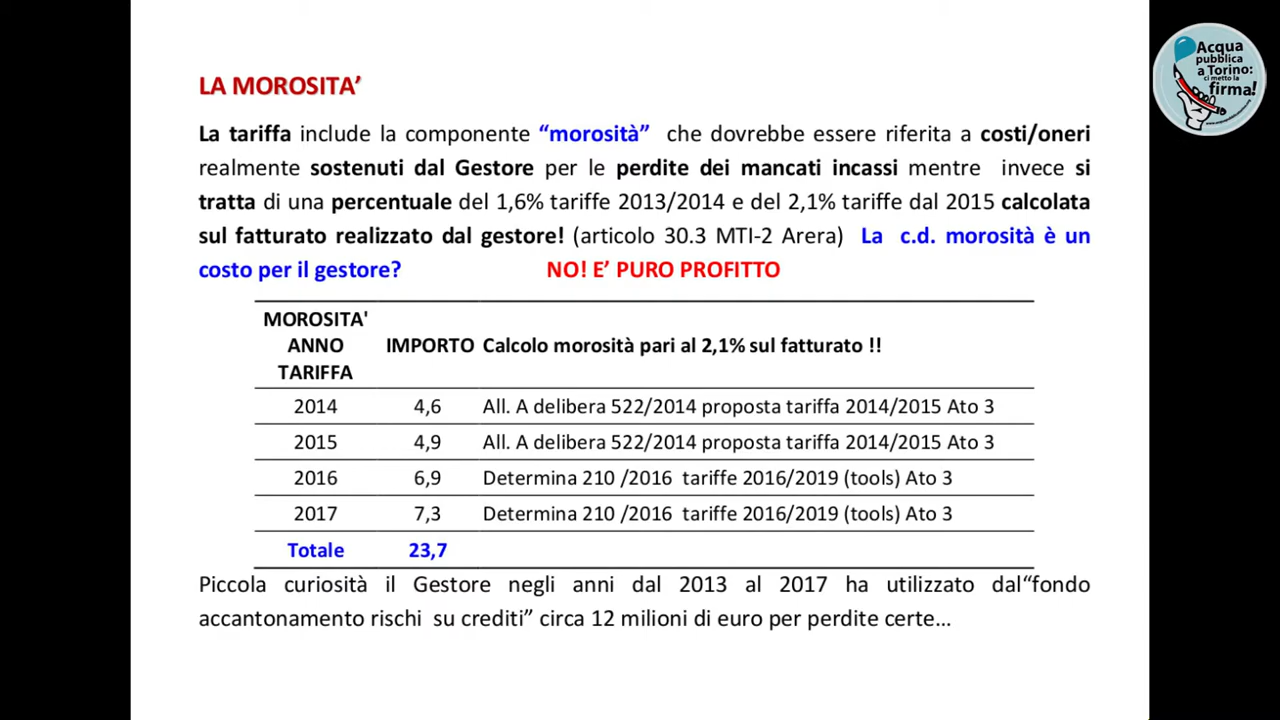 LA MOROSITA’
La tariffa include la componente “morosità” che dovrebbe essere riferita a costi/oneri
realmente sostenuti dal Gestore per le perdite dei mancati incassi mentre invece si
tratta di una percentuale del 1,6% tariffe 2013/2014 e del 2,1% tariffe dal 2015 calcolata
sul fatturato realizzato dal gestore! (articolo 30.3 MTI-2 Arera) La c.d. morosità è un
costo per il gestore? NO! E’ PURO PROFITTO
MOROSITA'
ANNO
TARIFFA
IMPORTO Calcolo morosità pari al 2,1% sul fatturato !!
2014 4,6 All. A delibera 522/2014 proposta tariffa 2014/2015 Ato 3
2015 4,9 All. A delibera 522/2014 proposta tariffa 2014/2015 Ato 3
2016 6,9 Determina 210 /2016 tariffe 2016/2019 (tools) Ato 3
2017 7,3 Determina 210 /2016 tariffe 2016/2019 (tools) Ato 3
Totale 23,7
Piccola curiosità il Gestore negli anni dal 2013 al 2017 ha utilizzato dal“fondo
accantonamento rischi su crediti” circa 12 milioni di euro per perdite certe…
Acqua
pubblica
a Torino:
ci metto la
firma!